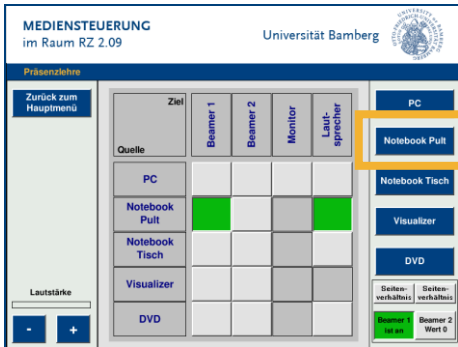 MEDIENSTEUERUNG
im Raum RZ 2.09
Universität Bamberg
Präsenzlehre
Zurück zum
Hauptmenü
Ziel
Quelle
Beamer 1
Beamer 2
Monitor
Laut-
sprecher
PC
Notebook
Pult
Notebook
Tisch
Visualizer
DVD
PC
Notebook Pult
Notebook Tisch
Visualizer
DVD
Seiten-
verhältnis
Seiten-
verhältnis
Beamer 1
ist an
Beamer 2
Wert 0
Lautstärke
-
+